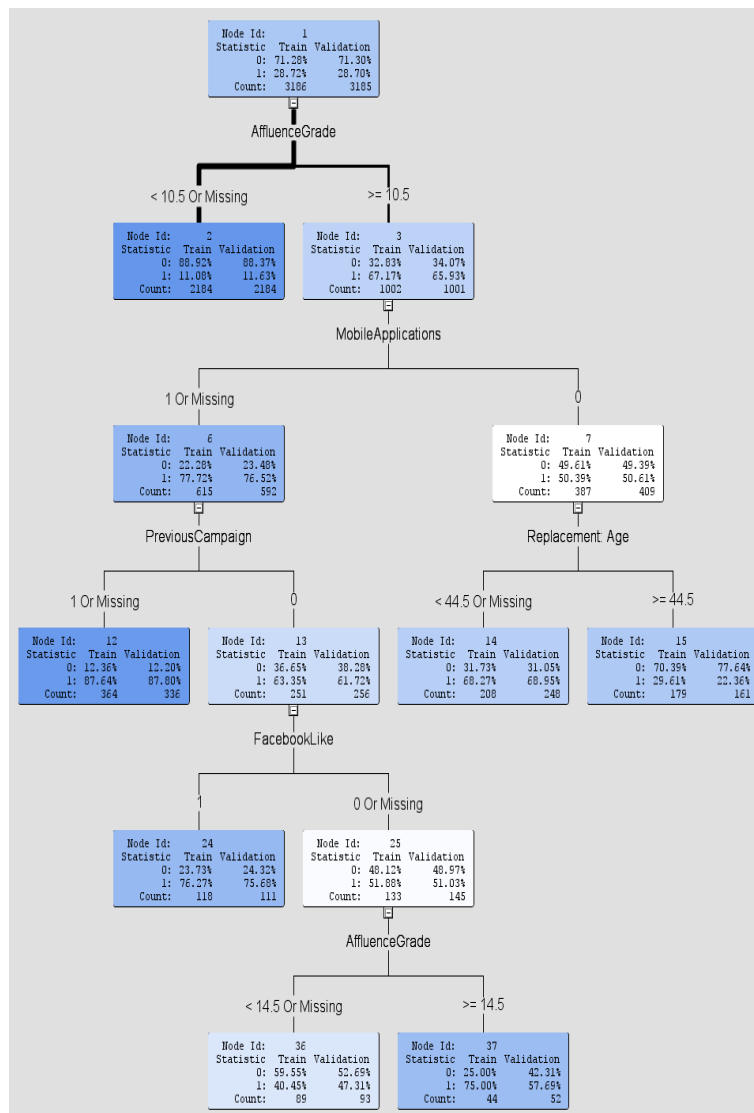 Node Id: 1
Statistic Train Validation
0: 71.28% 71.30%
1: 28.72% 28.70%
Count: 3186 3185
AffluenceGrade
< 10.5 Or Missing
>= 10.5
Node Id: 2
Statistic Train Validation
0: 88.92% 88.37%
1: 11.08% 11.63%
Count: 2184 2184
Node Id: 3
Statistic Train Validation
0: 32.83% 34.07%
1: 67.17% 65.93%
Count: 1002 1001
MobileApplications
1 Or Missing
0
Node Id: 6
Statistic Train Validation
0: 22.28% 23.48%
1: 77.72% 76.52%
Count: 615 592
Node Id: 7
Statistic Train Validation
0: 49.61% 49.39%
1: 50.39% 50.61%
Count: 387 409
PreviousCampaign
Replacement: Age
1 Or Missing
0
< 44.5 Or Missing
>= 44.5
Node Id: 12
Statistic Train Validation
0: 12.36% 12.20%
1: 87.64% 87.80%
Count: 364 336
Node Id: 13
Statistic Train Validation
0: 36.65% 38.28%
1: 63.35% 61.72%
Count: 251 256
Node Id: 14
Statistic Train Validation
0: 31.73% 31.05%
1: 68.27% 68.95%
Count: 208 248
Node Id: 15
Statistic Train Validation
0: 70.39% 77.64%
1: 29.61% 22.36%
Count: 179 161
FacebookLike
1
0 Or Missing
Node Id: 24
Statistic Train Validation
0: 23.73% 24.32%
1: 76.27% 75.68%
Count: 118 111
Node Id: 25
Statistic Train Validation
0: 48.12% 48.97%
1: 51.88% 51.03%
Count: 133 145
AffluenceGrade
< 14.5 Or Missing
>= 14.5
Node Id: 36
Statistic Train Validation
0: 59.55% 52.69%
1: 40.45% 47.31%
Count: 89 93
Node Id: 37
Statistic Train Validation
0: 25.00% 42.31%
1: 75.00% 57.69%
Count: 44 52